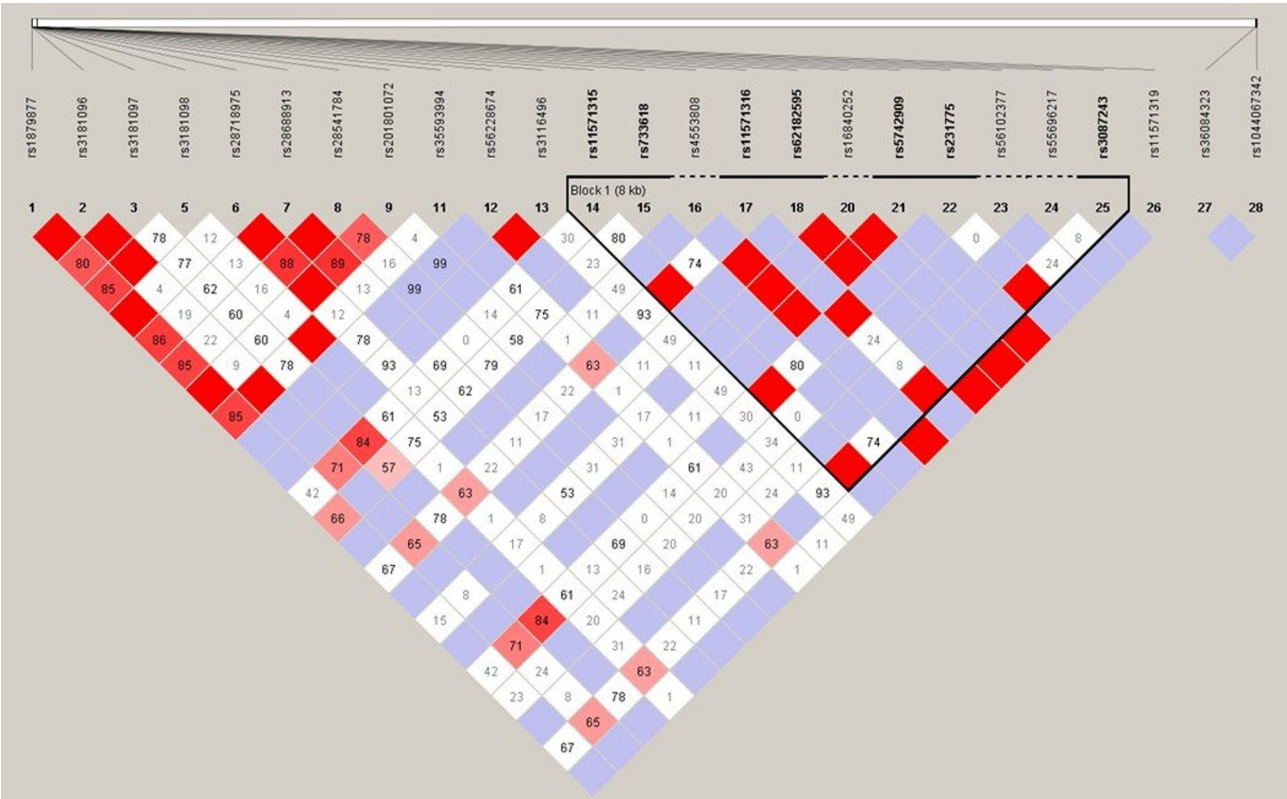 rs1879877
rs3181096
rs3181097
rs3181098
rs28718975
rs28688913
rs28541784
rs201801072
rs35593994
rs56228674
rs3116496
rs11571315
rs733618
rs4553808
rs11571316
rs62182595
rs16840252
rs5742909
rs231775
rs56102377
rs55696217
rs3087243
rs11571319
rs36084323
rs1044067342
Block 1 (8 kb)
1 2 3 5 6 7 8 9 11 12 13 14 15 16 17 18 20 21 22 23 24 25 26 27 28
78 12 78 4 30 80 0 8
80 77 13 88 89 16 99 23 74 24
85 4 62 16 13 99 61 49
19 60 4 12 14 75 11 93
86 22 60 78 0 58 1 49 24
85 9 78 93 69 79 63 11 11 80 8
13 62 22 1 49
85 61 53 17 17 11 30 0
84 75 11 31 1 34 74
71 57 1 22 31 61 43 11
42 63 53 14 20 24 93
66 78 1 8 0 20 31 49
65 17 69 20 63 11
67 1 13 16 22 1
8 61 24 17
15 84 20 11
71 31 22
42 24 63
23 8 78 1
65
67